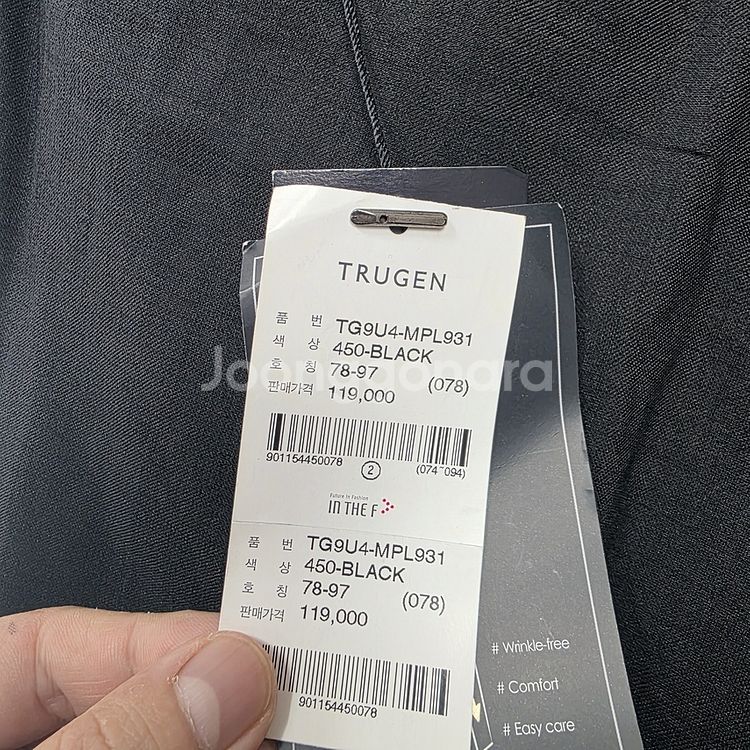 TRUGEN
품 번 TG9U4-MPL931
색 상 450-BLACK
호 칭 78-97 (078)
판매가격 119,000
901154450078 2 (074~094)
Future In Fashion
IN THE F
품 번 TG9U4-MPL931
색 상 450-BLACK
호 칭 78-97 (078)
판매가격 119,000
901154450078
# Wrinkle-free
# Comfort
# Easy care
Joonggonara